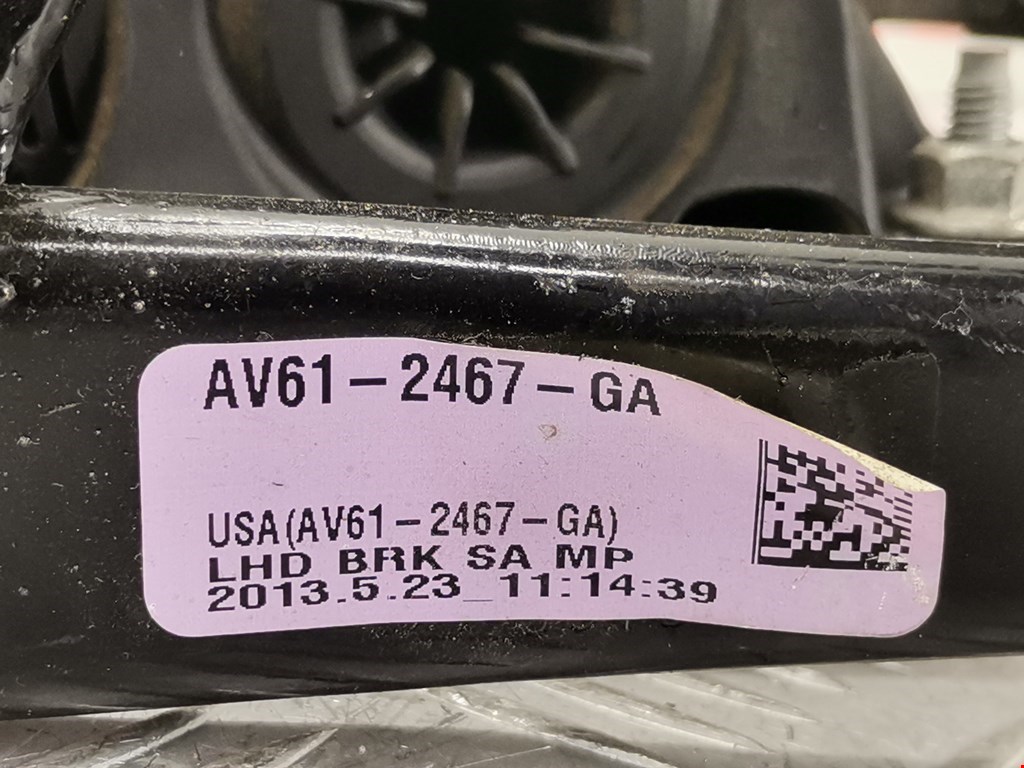 AV61-2467-GA
USA(AV61-2467-GA)
LHD BRK SA MP
2013.5.23_11:14:39